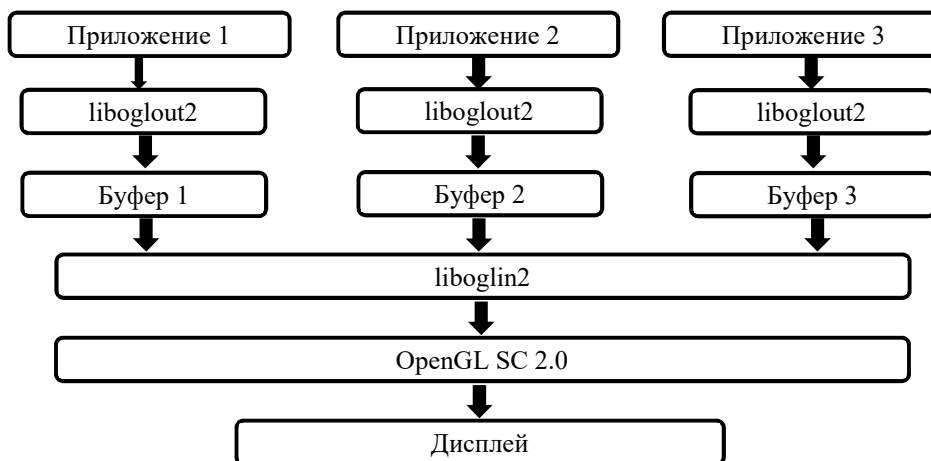 Приложение 1
Приложение 2
Приложение 3
liboglout2
liboglout2
liboglout2
Буфер 1
Буфер 2
Буфер 3
liboglin2
OpenGL SC 2.0
Дисплей